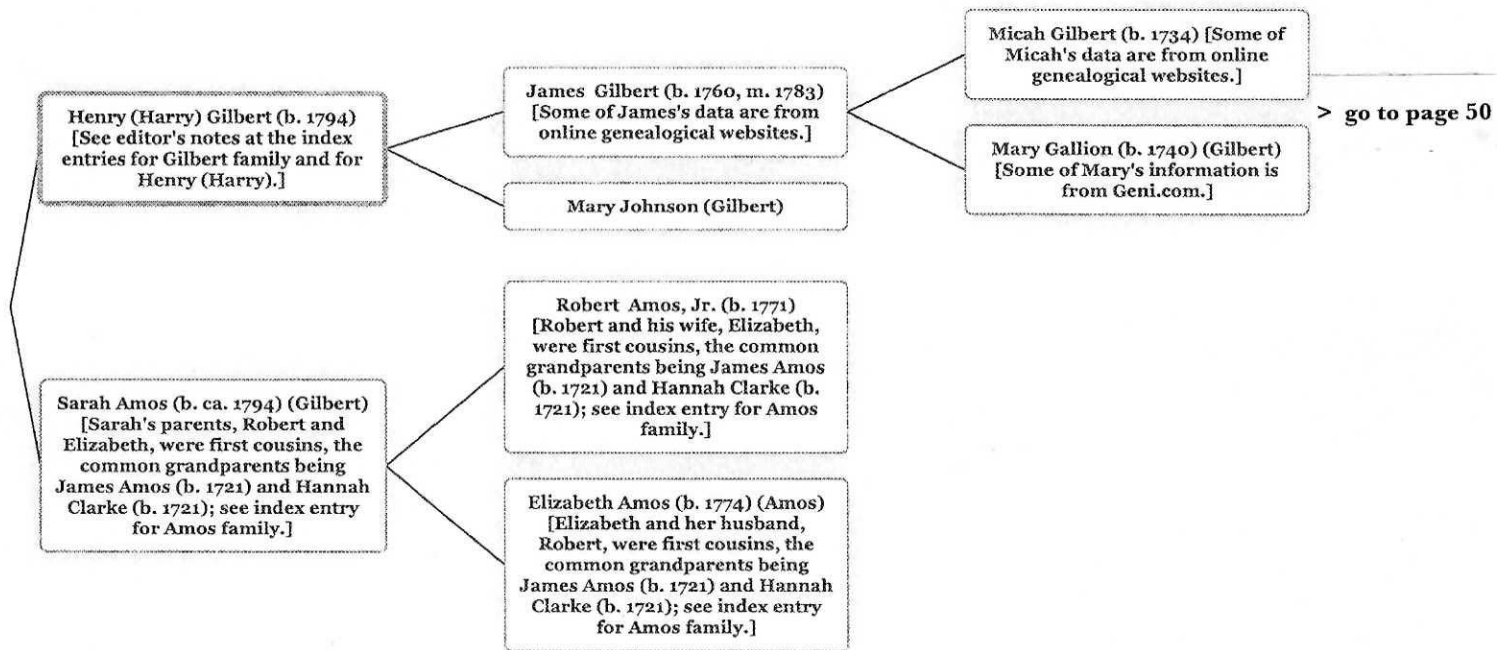 Henry (Harry) Gilbert (b. 1794)
[See editor's notes at the index
entries for Gilbert family and for
Henry (Harry).]
Sarah Amos (b. ca. 1794) (Gilbert)
[Sarah's parents, Robert and
Elizabeth, were first cousins, the
common grandparents being
James Amos (b. 1721) and Hannah
Clarke (b. 1721); see index entry
for Amos family.]
James Gilbert (b. 1760, m. 1783)
[Some of James's data are from
online genealogical websites.]
Mary Johnson (Gilbert)
Robert Amos, Jr. (b. 1771)
[Robert and his wife, Elizabeth,
were first cousins, the common
grandparents being James Amos
(b. 1721) and Hannah Clarke (b.
1721); see index entry for Amos
family.]
Elizabeth Amos (b. 1774) (Amos)
[Elizabeth and her husband,
Robert, were first cousins, the
common grandparents being
James Amos (b. 1721) and Hannah
Clarke (b. 1721); see index entry
for Amos family.]
Micah Gilbert (b. 1734) [Some of
Micah's data are from online
genealogical websites.]
Mary Gallion (b. 1740) (Gilbert)
[Some of Mary's information is
from Geni.com.]
> go to page 50